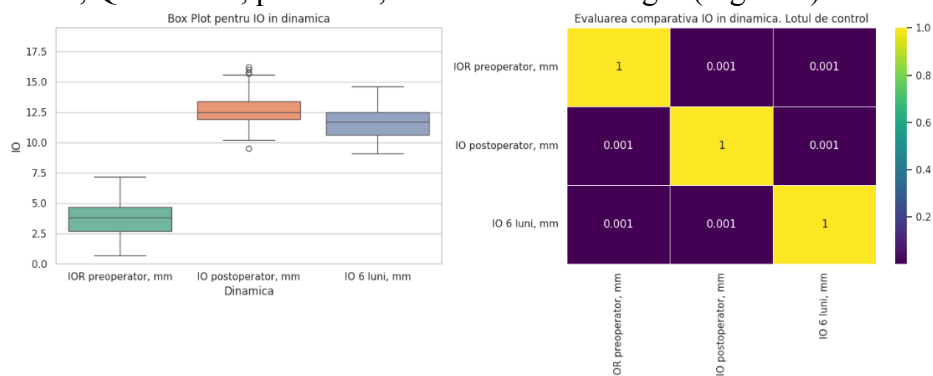 Box Plot pentru IO in dinamica
17.5
15.0
12.5
10.0
7.5
5.0
2.5
0.0
IO
IOR preoperator, mm IO postoperator, mm IO 6 luni, mm
Dinamica
Evaluarea comparativa IO in dinamica. Lotul de control
IOR preoperator, mm 1 0.001 0.001
IO postoperator, mm 0.001 1 0.001
IO 6 luni, mm 0.001 0.001 1
OR preoperator, mm
IO postoperator, mm
IO 6 luni, mm
1.0
0.8
0.6
0.4
0.2